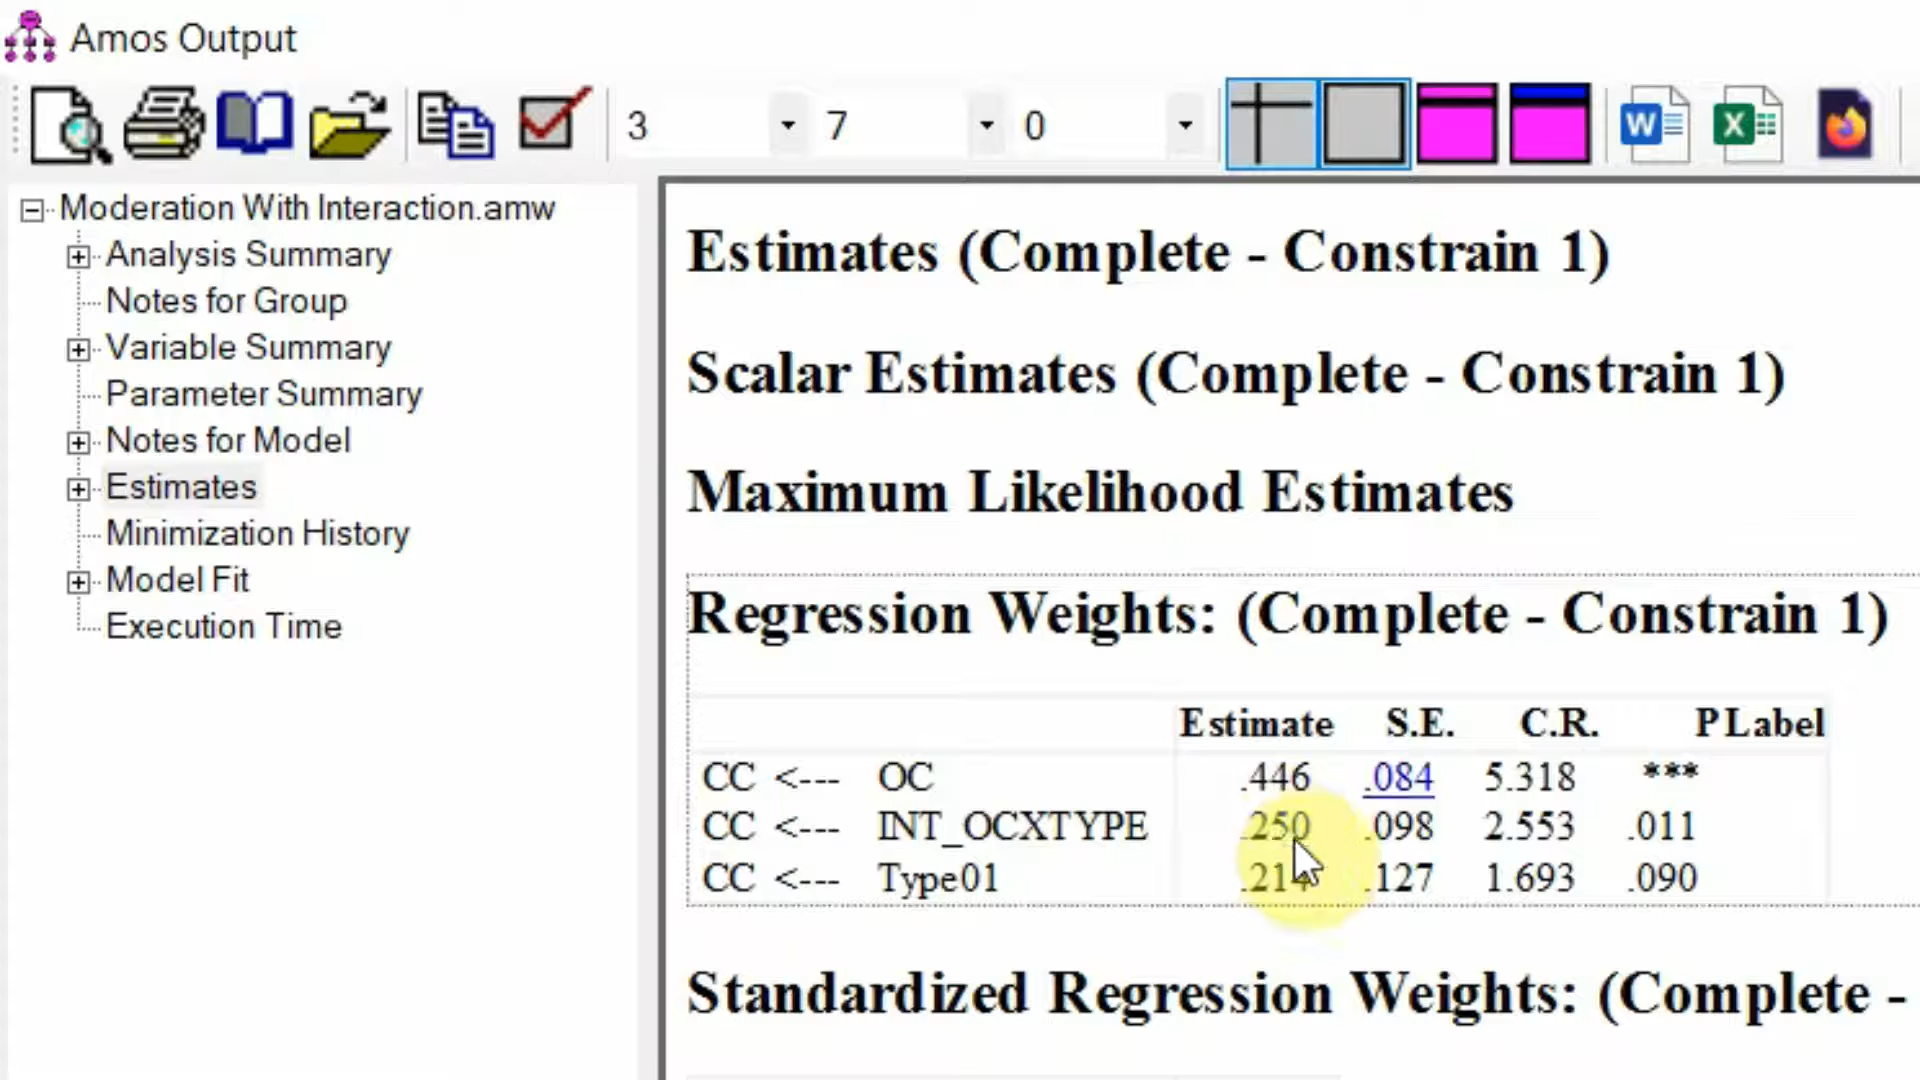 Amos Output
3 7 0
Moderation With Interaction.amw
Analysis Summary
Notes for Group
Variable Summary
Parameter Summary
Notes for Model
Estimates
Minimization History
Model Fit
Execution Time
Estimates (Complete - Constrain 1)
Scalar Estimates (Complete - Constrain 1)
Maximum Likelihood Estimates
Regression Weights: (Complete - Constrain 1)
Estimate S.E. C.R. P Label
CC <--- OC .446 .084 5.318 ***
CC <--- INT_OCXTYPE .250 .098 2.553 .011
CC <--- Type01 .127 1.693 .090
Standardized Regression Weights: (Complete -